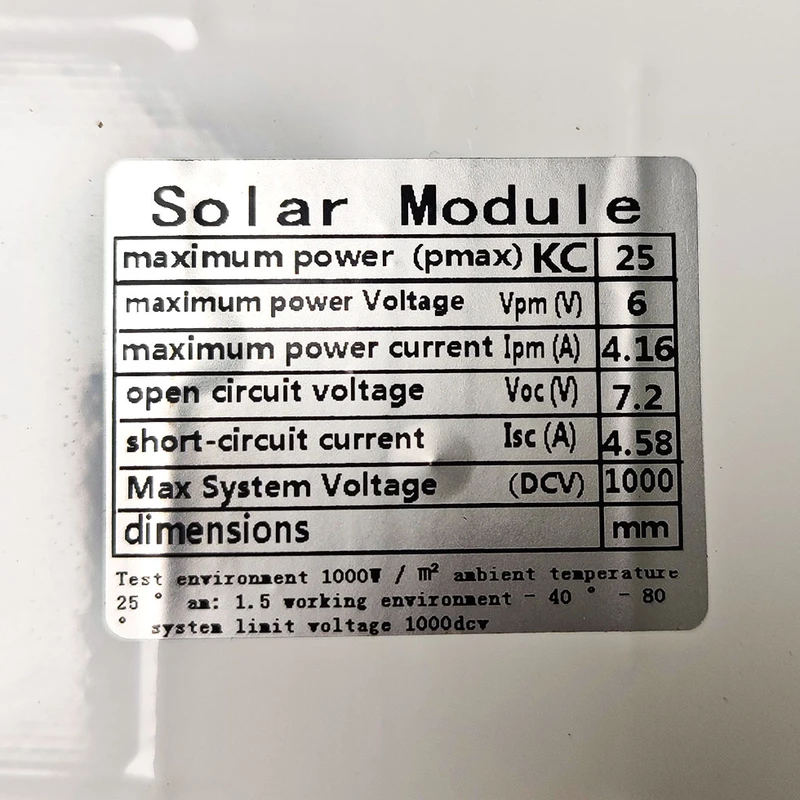 Solar Module
maximum power (pmax) KC 25
maximum power Voltage Vpm (V) 6
maximum power current Ipm (A) 4.16
open circuit voltage Voc (V) 7.2
short-circuit current Isc (A) 4.58
Max System Voltage (DCV) 1000
dimensions mm
Test environment 1000W / m² ambient temperature
25 ° am: 1.5 working environment - 40 ° - 80
° system limit voltage 1000dcv